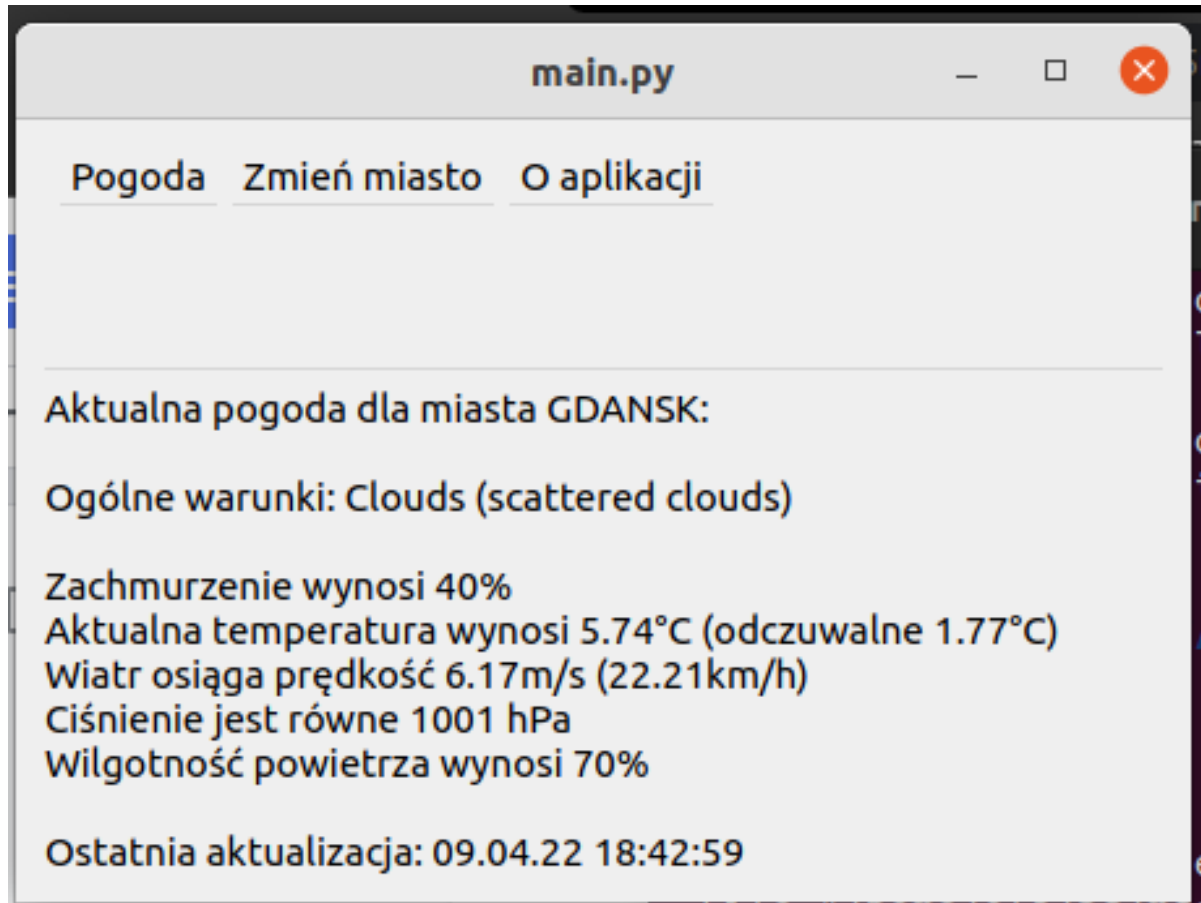 main.py
Pogoda Zmień miasto O aplikacji
Aktualna pogoda dla miasta GDANSK:
Ogólne warunki: Clouds (scattered clouds)
Zachmurzenie wynosi 40%
Aktualna temperatura wynosi 5.74°C (odczuwalne 1.77°C)
Wiatr osiąga prędkość 6.17m/s (22.21km/h)
Ciśnienie jest równe 1001 hPa
Wilgotność powietrza wynosi 70%
Ostatnia aktualizacja: 09.04.22 18:42:59